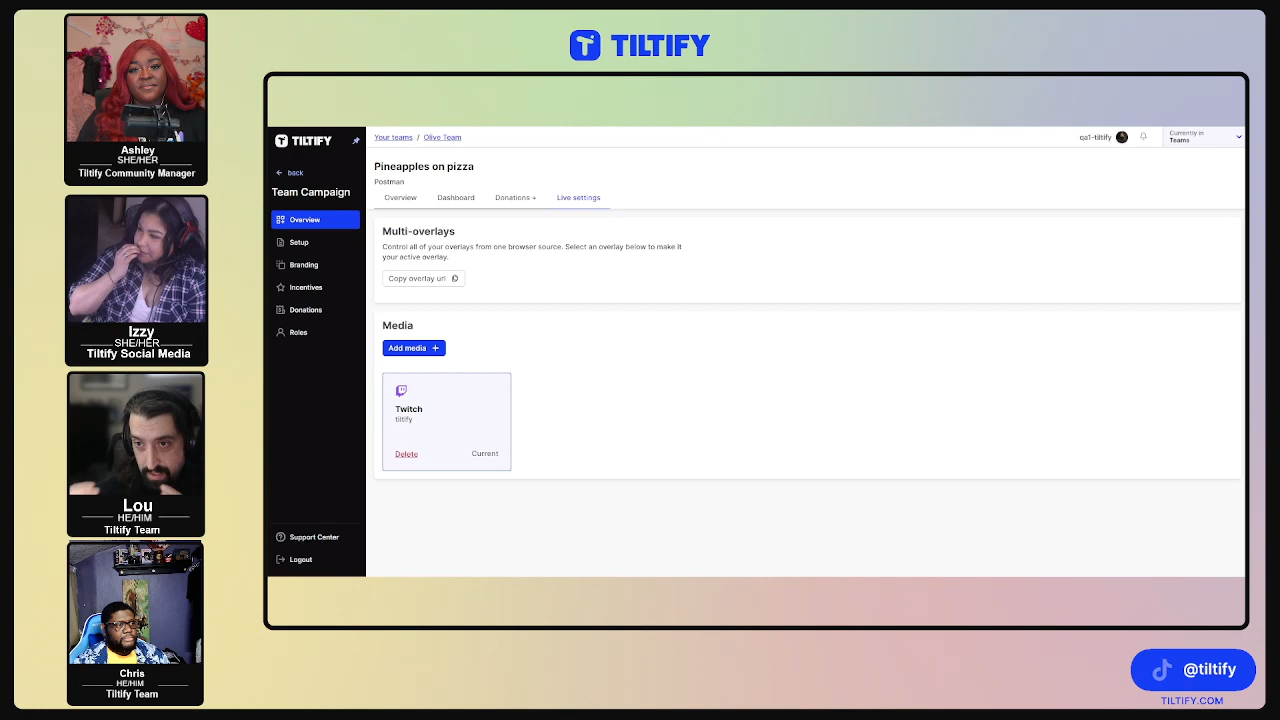 TILTIFY
Ashley
SHE/HER
Tiltify Community Manager
Izzy
SHE/HER
Tiltify Social Media
Lou
HE/HIM
Tiltify Team
Chris
HE/HIM
Tiltify Team
TILTIFY
back
Team Campaign
Overview
Setup
Branding
Incentives
Donations
Roles
Support Center
Logout
Your teams / Olive Team
qa1-tiltify
Currently in
Teams
Pineapples on pizza
Postman
Overview Dashboard Donations + Live settings
Multi-overlays
Control all of your overlays from one browser source. Select an overlay below to make it
your active overlay.
Copy overlay url
Media
Add media +
Twitch
tiltify
Delete Current
@tiltify
TILTIFY.COM